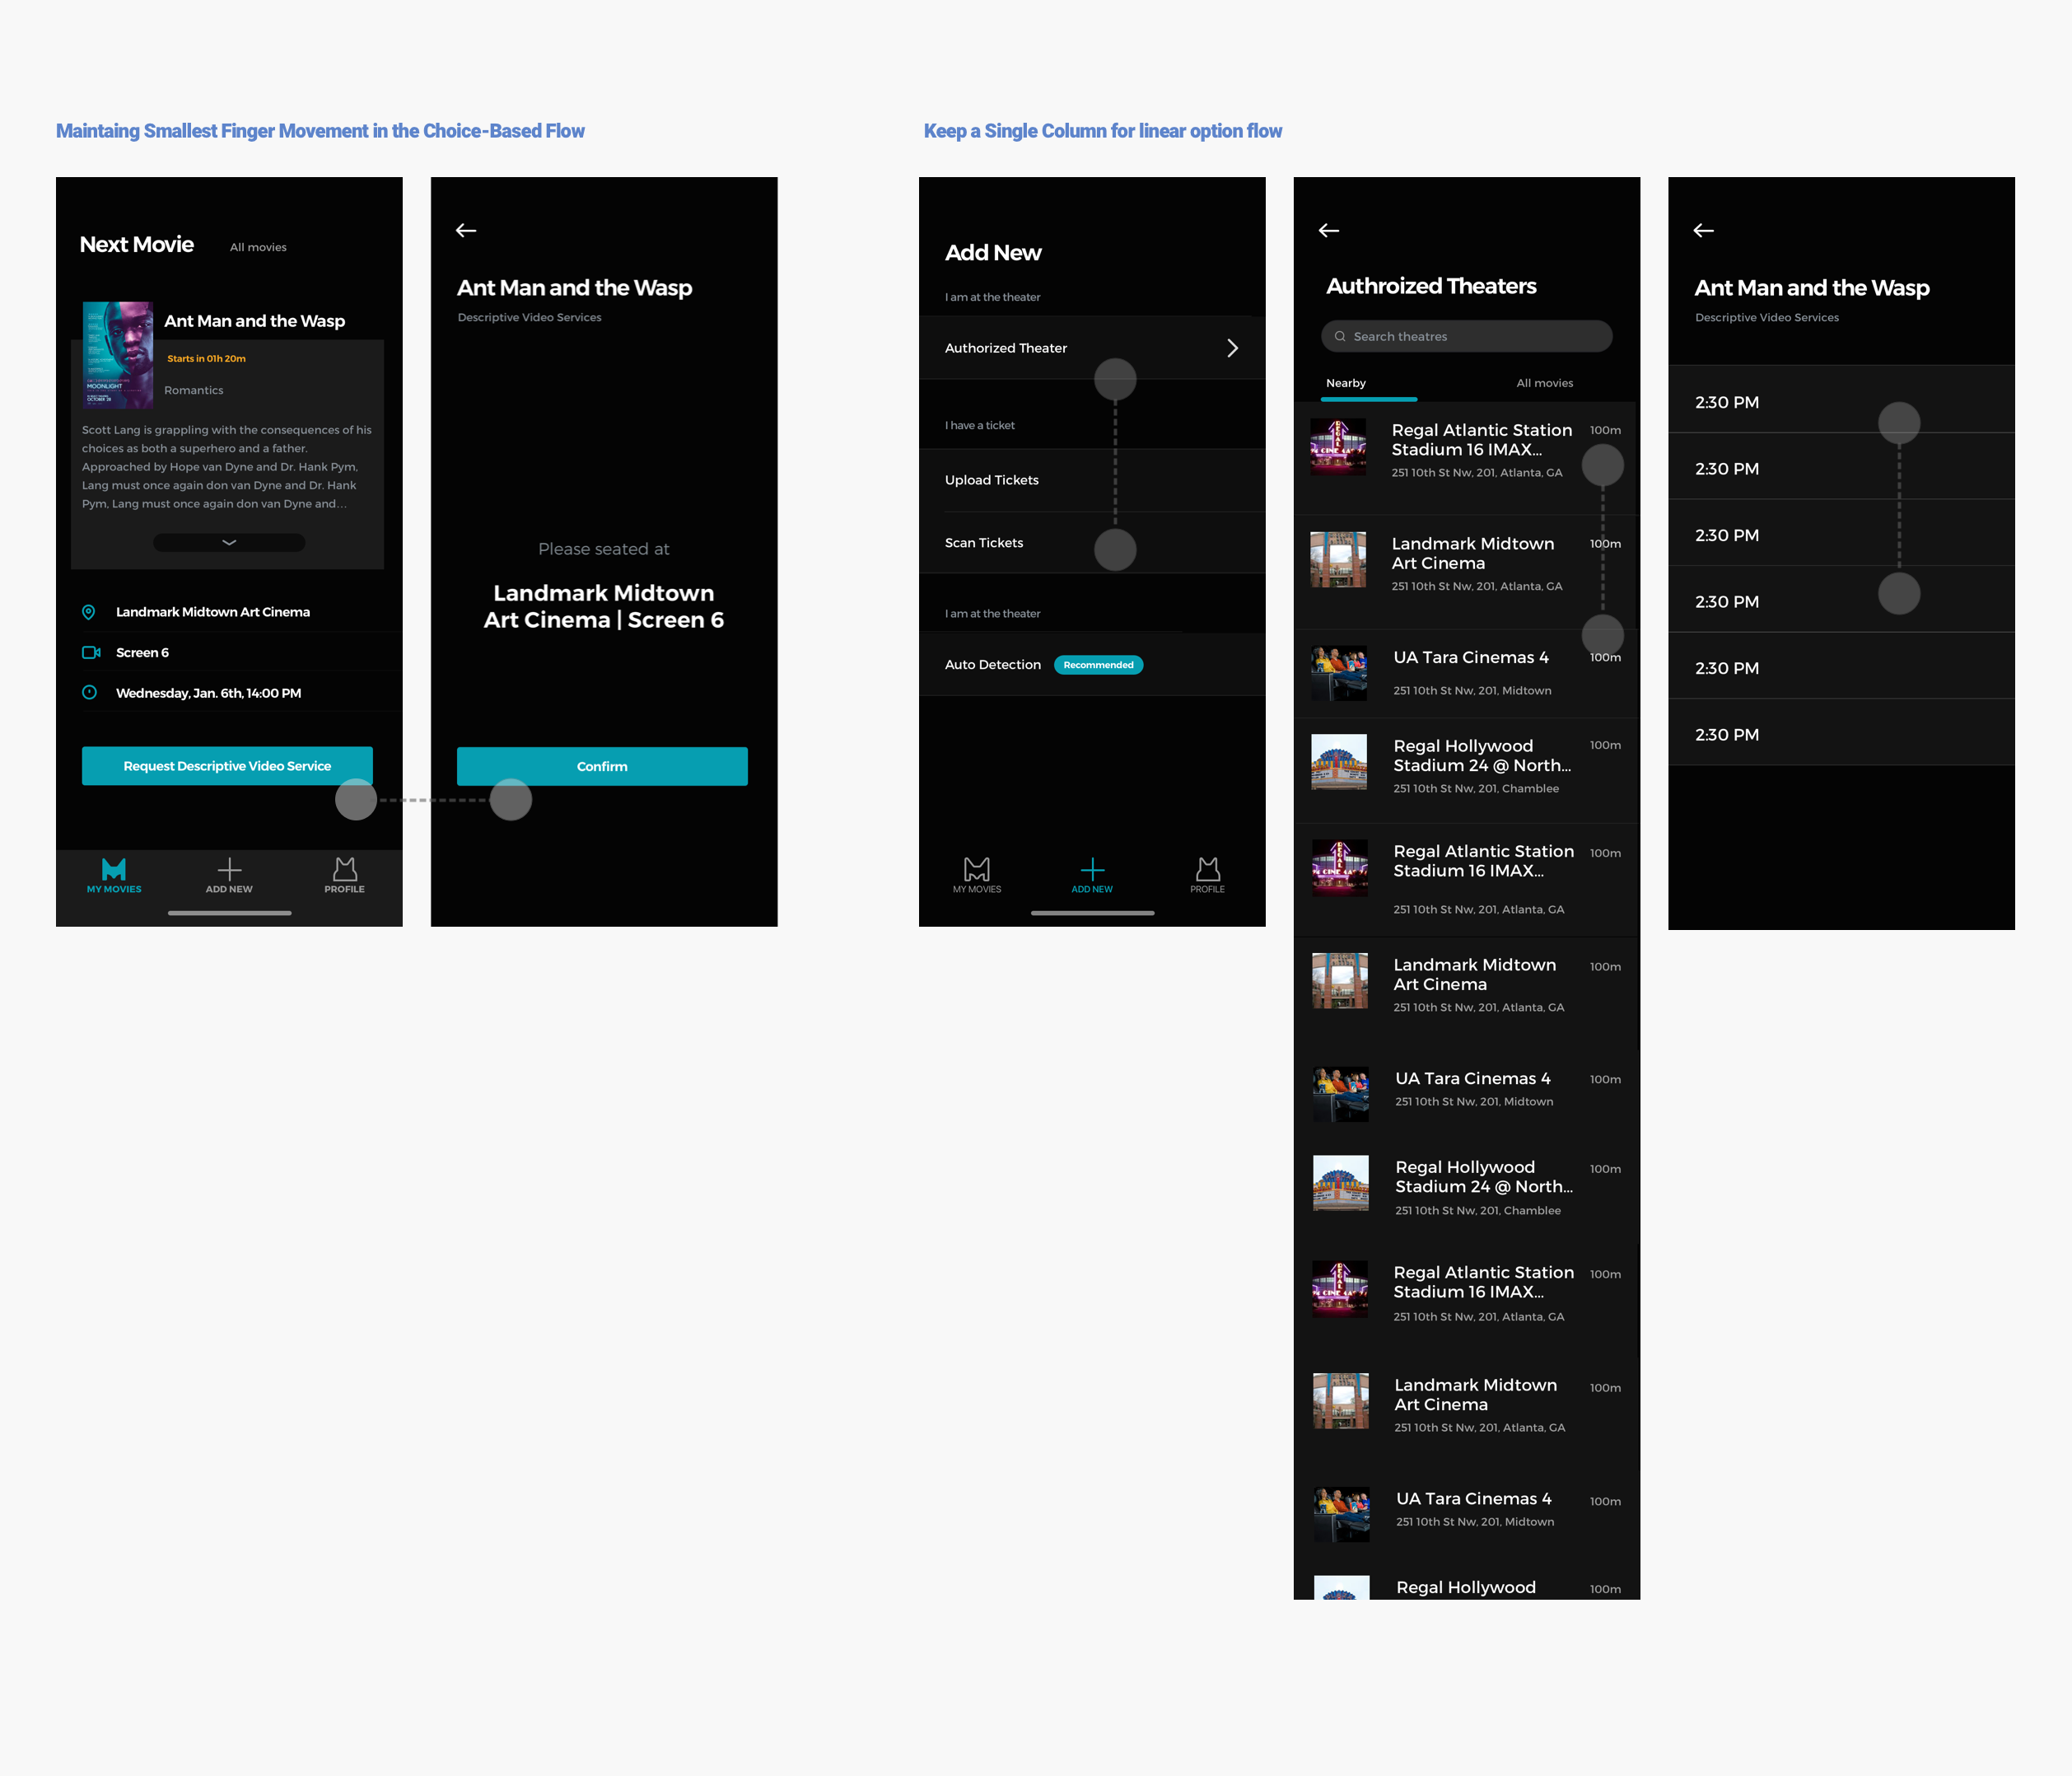 Maintaing Smallest Finger Movement in the Choice-Based Flow
Keep a Single Column for linear option flow
Next Movie
All movies
Ant Man and the Wasp
Starts in 01h 20m
Romantics
MOONLIGHT
OCTOBER 21
Scott Lang is grappling with the consequences of his
choices as both a superhero and a father.
Approached by Hope van Dyne and Dr. Hank Pym,
Lang must once again don van Dyne and Dr. Hank
Pym, Lang must once again don van Dyne and...
Landmark Midtown Art Cinema
Screen 6
Wednesday, Jan. 6th, 14:00 PM
Request Descriptive Video Service
MY MOVIES
ADD NEW
PROFILE
Ant Man and the Wasp
Descriptive Video Services
Please seated at
Landmark Midtown
Art Cinema | Screen 6
Confirm
Add New
I am at the theater
Authorized Theater
I have a ticket
Upload Tickets
Scan Tickets
I am at the theater
Auto Detection
Recommended
MY MOVIES
ADD NEW
PROFILE
Authroized Theaters
Search theatres
Nearby
All movies
Regal Atlantic Station
Stadium 16 IMAX...
100m
251 10th St Nw, 201, Atlanta, GA
Landmark Midtown
Art Cinema
100m
251 10th St Nw, 201, Atlanta, GA
UA Tara Cinemas 4
100m
251 10th St Nw, 201, Midtown
Regal Hollywood
Stadium 24 @ North...
100m
251 10th St Nw, 201, Chamblee
Regal Atlantic Station
Stadium 16 IMAX...
100m
251 10th St Nw, 201, Atlanta, GA
Landmark Midtown
Art Cinema
100m
251 10th St Nw, 201, Atlanta, GA
UA Tara Cinemas 4
100m
251 10th St Nw, 201, Midtown
Regal Hollywood
Stadium 24 @ North...
100m
251 10th St Nw, 201, Chamblee
Regal Atlantic Station
Stadium 16 IMAX...
100m
251 10th St Nw, 201, Atlanta, GA
Landmark Midtown
Art Cinema
100m
251 10th St Nw, 201, Atlanta, GA
UA Tara Cinemas 4
100m
251 10th St Nw, 201, Midtown
Regal Hollywood
100m
Ant Man and the Wasp
Descriptive Video Services
2:30 PM
2:30 PM
2:30 PM
2:30 PM
2:30 PM
2:30 PM